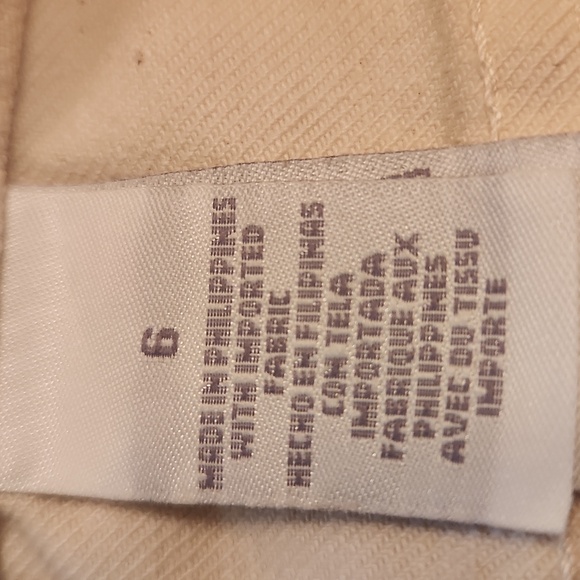 6
MADE IN PHILIPPINES
WITH IMPORTED
FABRIC
HECHO EN FILIPINAS
CON TELA
IMPORTADA
FABRIQUE AUX
PHILIPPINES
AVEC DU TISSU
IMPORTE